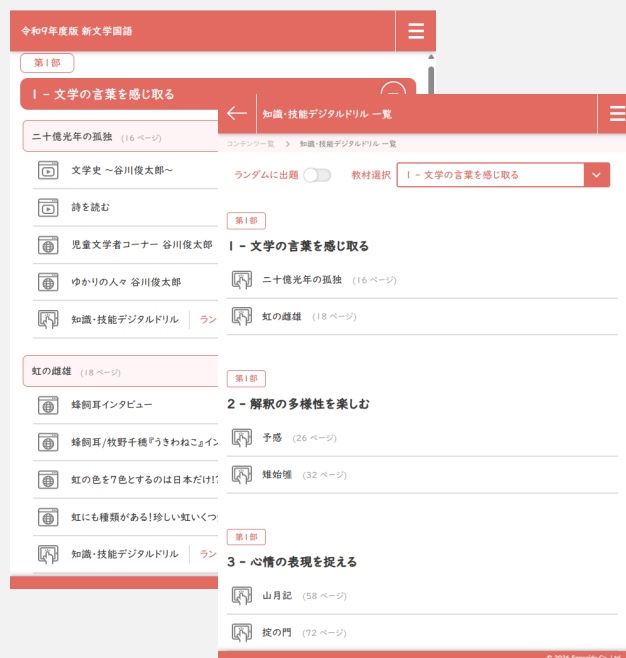 令和9年度版 新文学国語
第1部
1 − 文学の言葉を感じ取る
二十億光年の孤独 (16 ページ)
文学史 ～谷川俊太郎～
詩を読む
児童文学者コーナー 谷川俊太郎
ゆかりの人々 谷川俊太郎
知識・技能デジタルドリル ラン
虹の雌雄 (18 ページ)
蜂飼耳インタビュー
蜂飼耳/牧野千穂『うきわねこ』イン
虹の色を7色とするのは日本だけ!?
虹にも種類がある!珍しい虹いくつ
知識・技能デジタルドリル ラン
知識・技能デジタルドリル 一覧
コンテンツ一覧 > 知識・技能デジタルドリル 一覧
ランダムに出題 教材選択 1 − 文学の言葉を感じ取る
第1部
1 − 文学の言葉を感じ取る
二十億光年の孤独 (16 ページ)
虹の雌雄 (18 ページ)
第1部
2 − 解釈の多様性を楽しむ
予感 (26 ページ)
雉始雊 (32 ページ)
第1部
3 − 心情の表現を捉える
山月記 (58 ページ)
掟の門 (72 ページ)